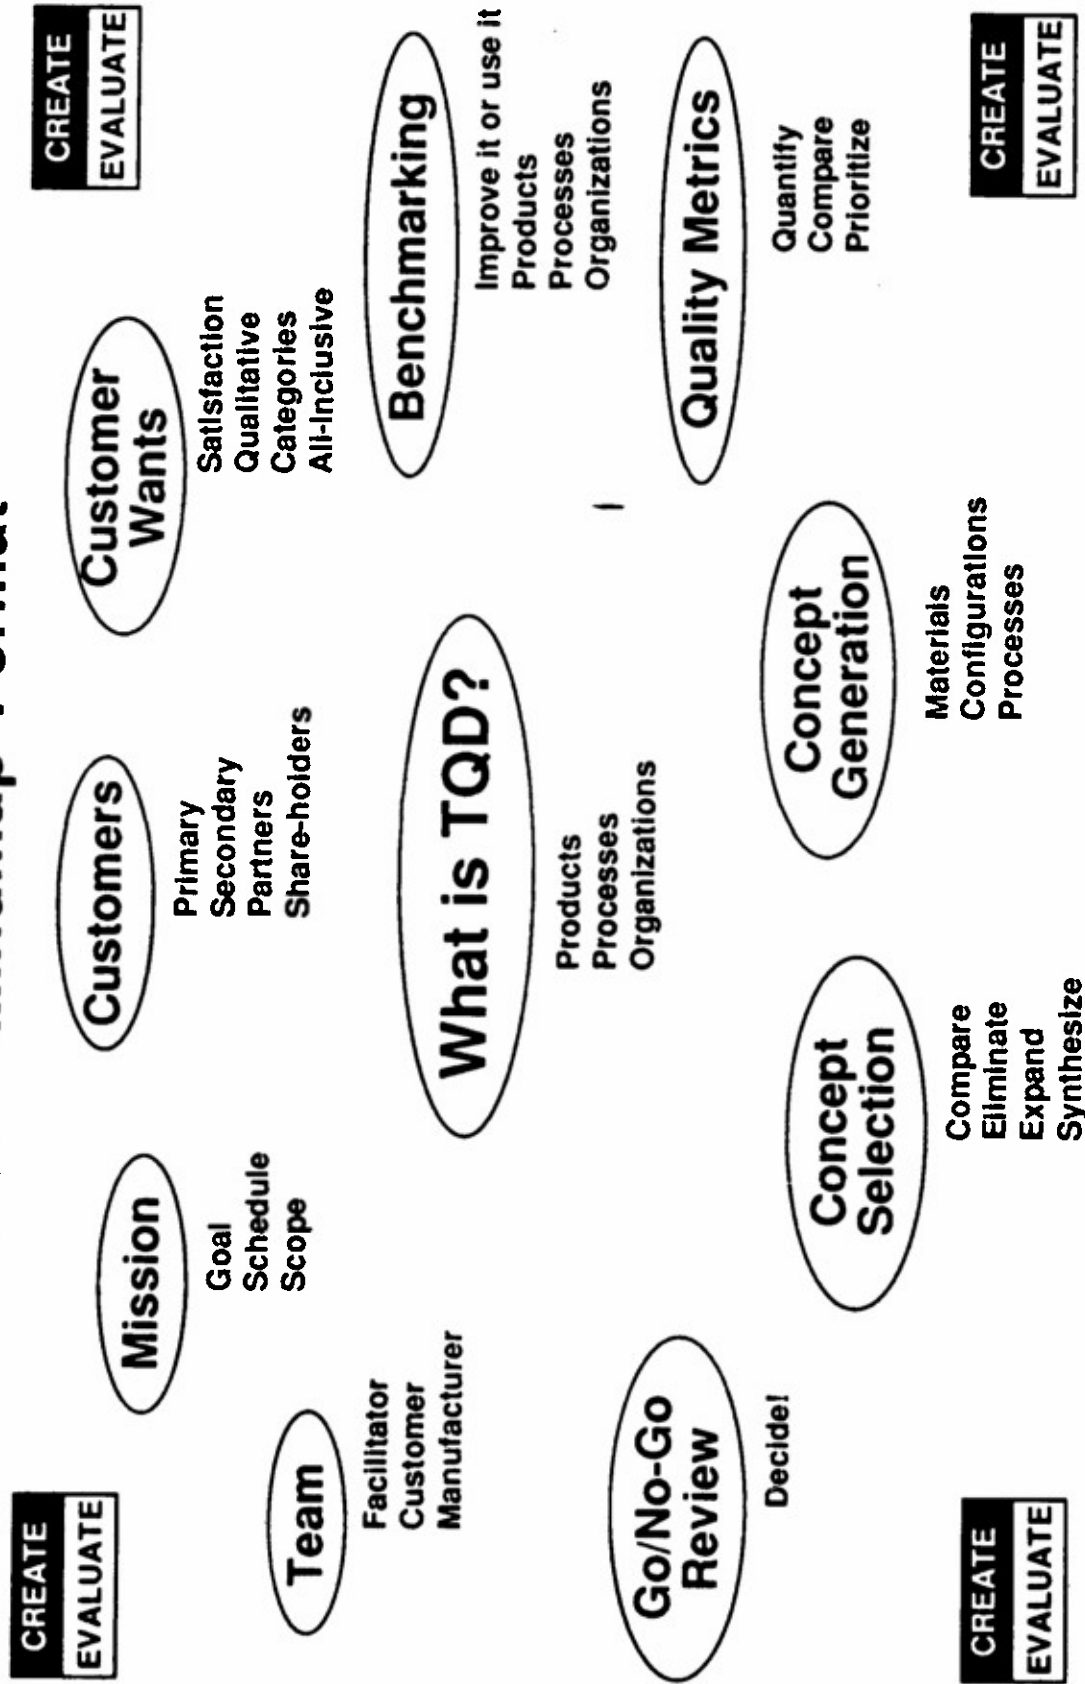 CREATE
EVALUATE
CREATE
EVALUATE
Team
Facilitator
Customer
Manufacturer
Mission
Goal
Schedule
Scope
Customers
Primary
Secondary
Partners
Share-holders
Customer
Wants
Satisfaction
Qualitative
Categories
All-Inclusive
Benchmarking
Improve it or use it
Products
Processes
Organizations
What is TQD?
Products
Processes
Organizations
Quality Metrics
Quantify
Compare
Prioritize
Concept
Generation
Materials
Configurations
Processes
Concept
Selection
Compare
Eliminate
Expand
Synthesize
Go/No-Go
Review
Decide!
CREATE
EVALUATE
CREATE
EVALUATE